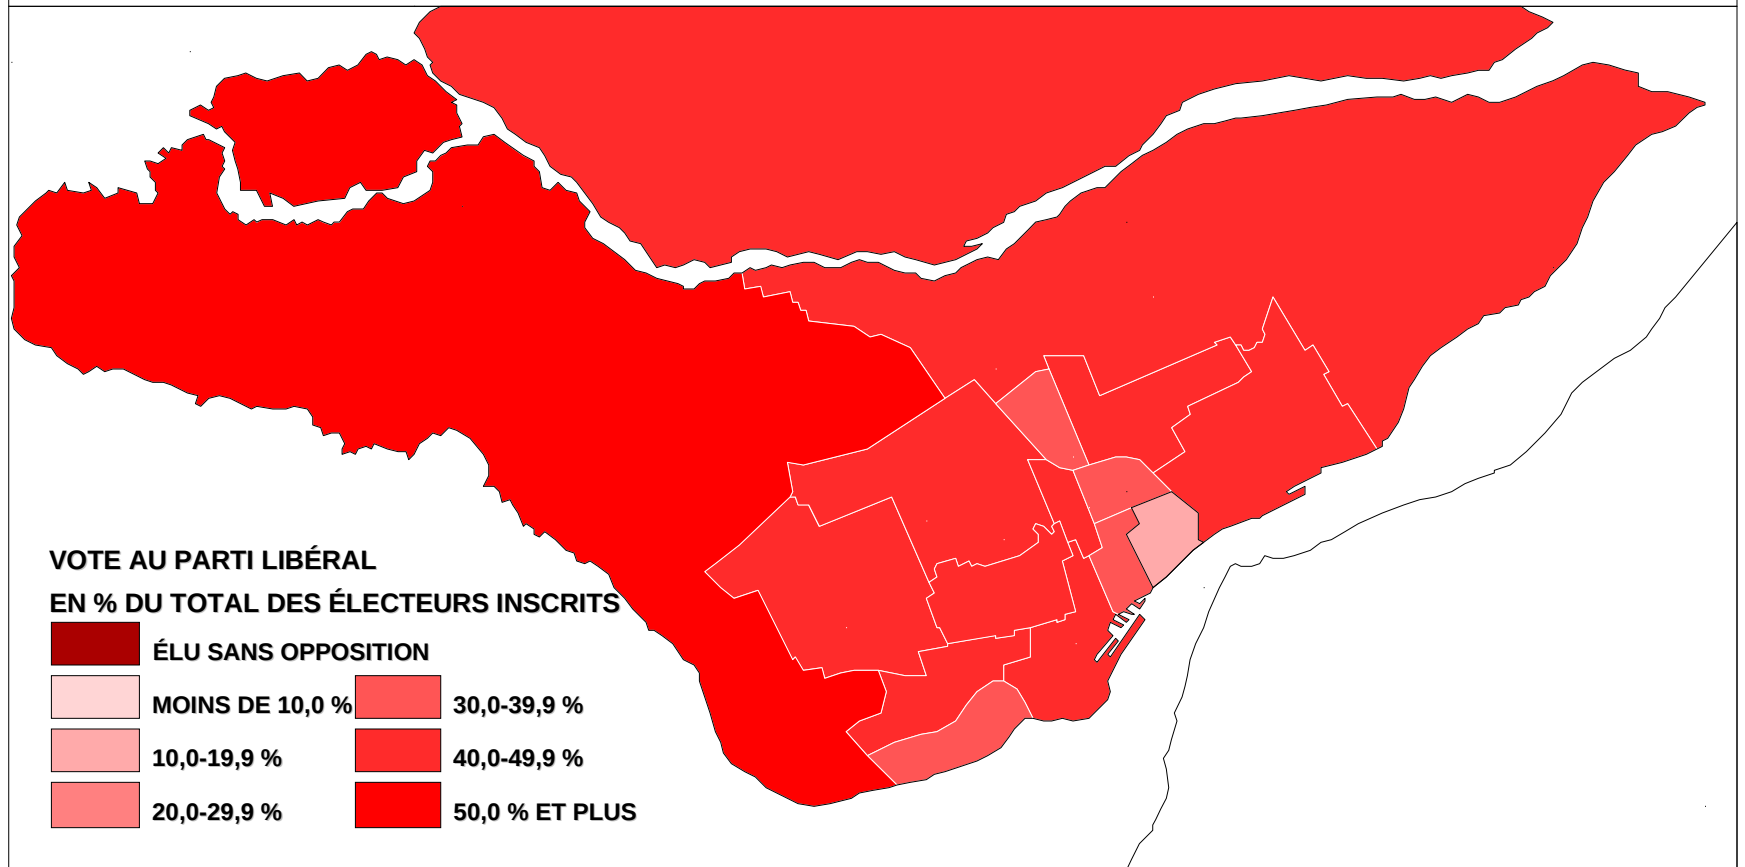 VOTE AU PARTI LIBÉRAL
EN % DU TOTAL DES ÉLECTEURS INSCRITS
ÉLU SANS OPPOSITION
MOINS DE 10,0 %
30,0-39,9 %
10,0-19,9 %
40,0-49,9 %
20,0-29,9 %
50,0 % ET PLUS